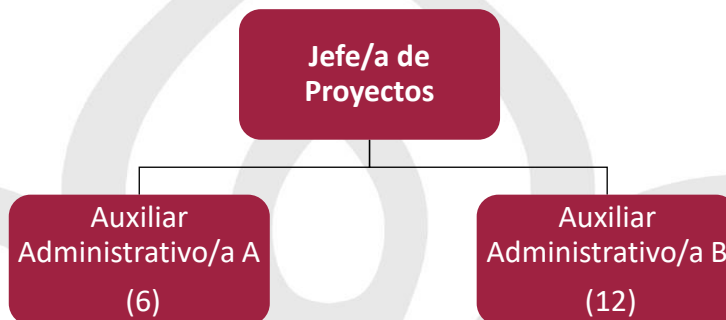 Jefe/a de
Proyectos
Auxiliar
Administrativo/a A
(6)
Auxiliar
Administrativo/a B
(12)